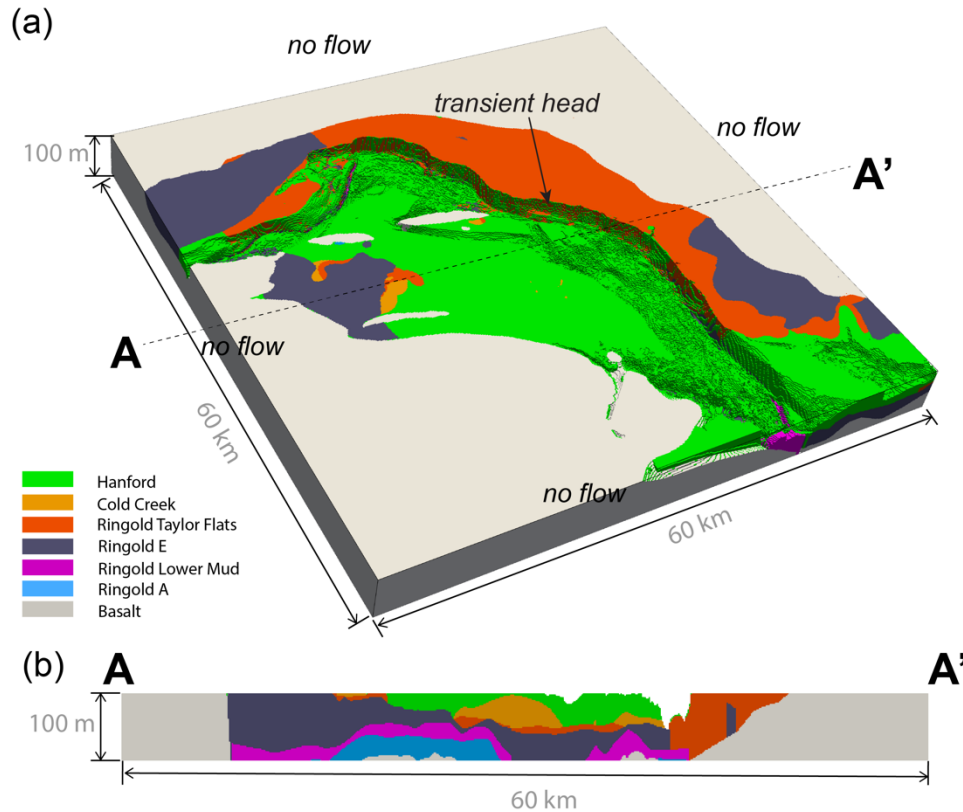 (a)
no flow
transient head
no flow
100 m
A'
A
no flow
60 km
no flow
60 km
Hanford
Cold Creek
Ringold Taylor Flats
Ringold E
Ringold Lower Mud
Ringold A
Basalt
(b) A A'
100 m
60 km